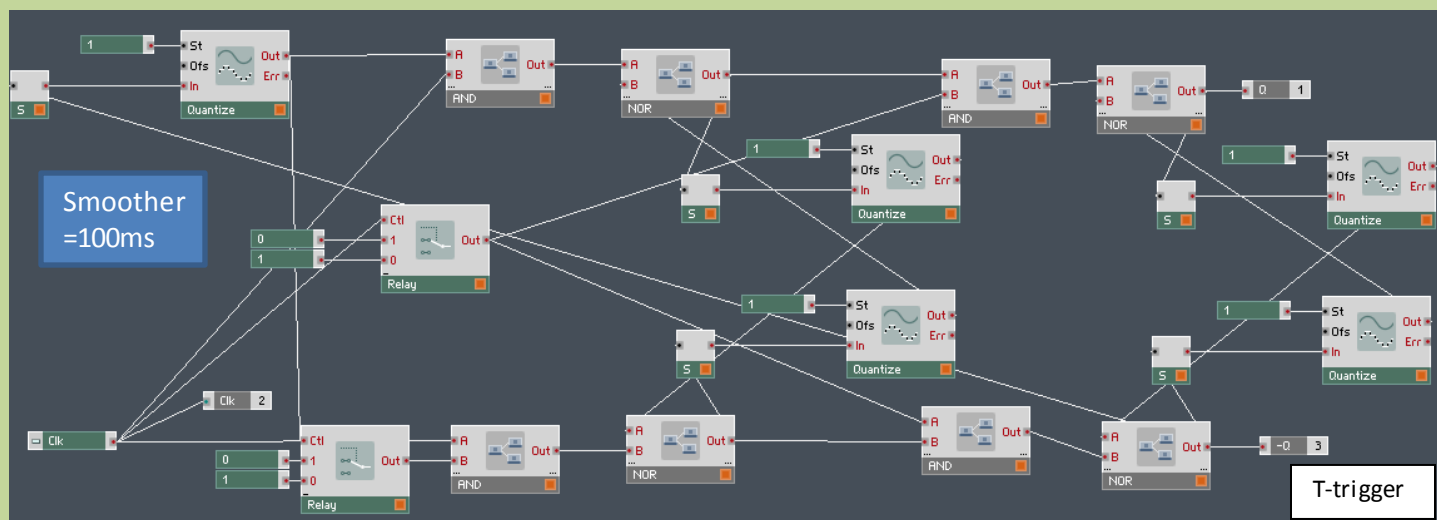 1
St
Ofs
In
Out
Err
Quantize
S
A
B
Out
...
AND
A
B
Out
...
NOR
A
B
Out
...
AND
A
B
Out
...
NOR
Q 1
1
St
Ofs
In
Out
Err
Quantize
S
1
St
Ofs
In
Out
Err
Quantize
S
Smoother
=100ms
0
1
Ctl
1
0
Out
Relay
1
St
Ofs
In
Out
Err
Quantize
S
1
St
Ofs
In
Out
Err
Quantize
S
Clk 2
Clk
0
1
Ctl
1
0
Out
Relay
A
B
Out
...
AND
A
B
Out
...
NOR
A
B
Out
...
AND
A
B
Out
...
NOR
-Q 3
T-trigger